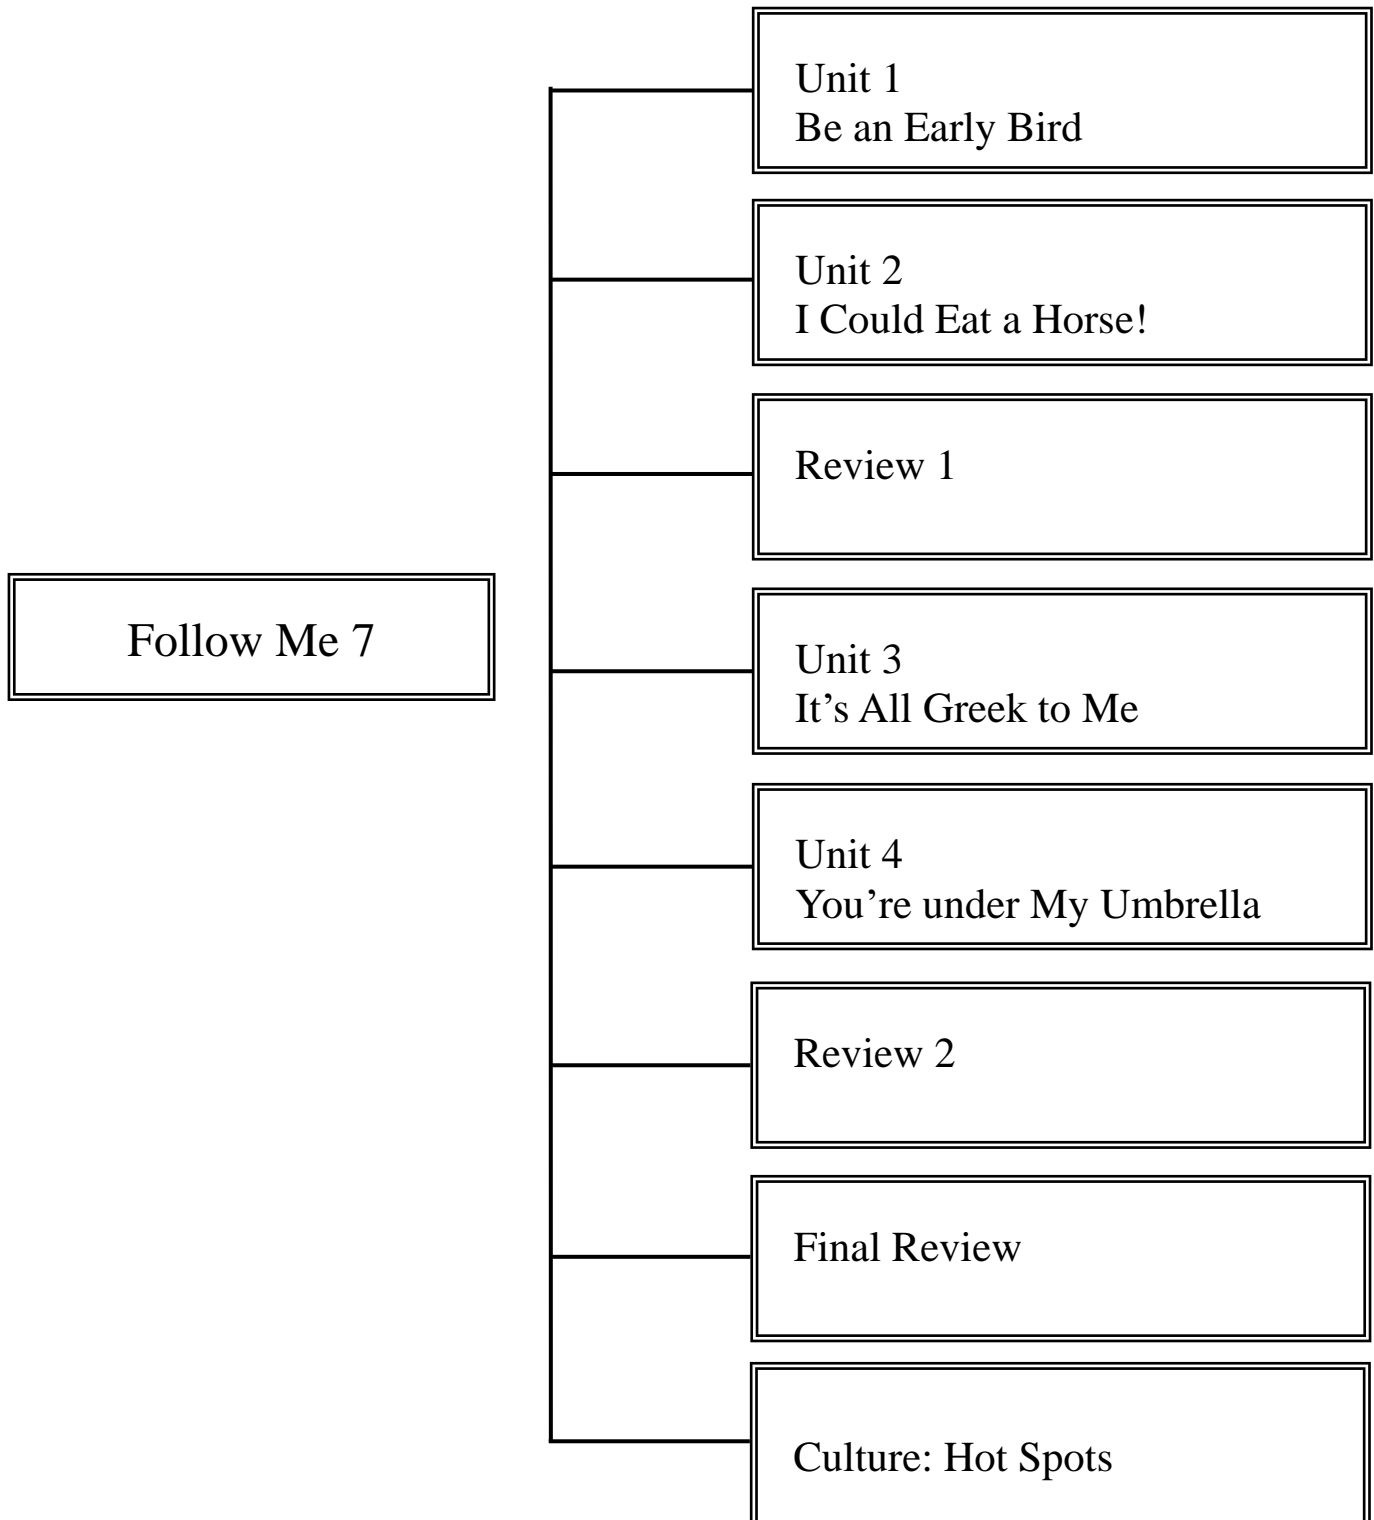 Follow Me 7
Unit 1
Be an Early Bird
Unit 2
I Could Eat a Horse!
Review 1
Unit 3
It’s All Greek to Me
Unit 4
You’re under My Umbrella
Review 2
Final Review
Culture: Hot Spots